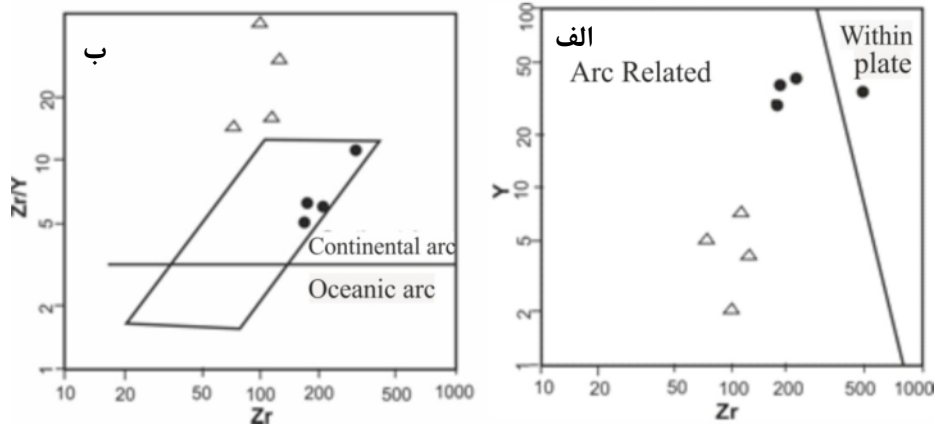 ب
20
10
5
2
1
Zr/Y
Continental arc
Oceanic arc
10 20 50 100 200 500 1000
Zr
الف
Arc Related
Within
plate
100
50
20
10
5
2
1
Y
10 20 50 100 200 500 1000
Zr